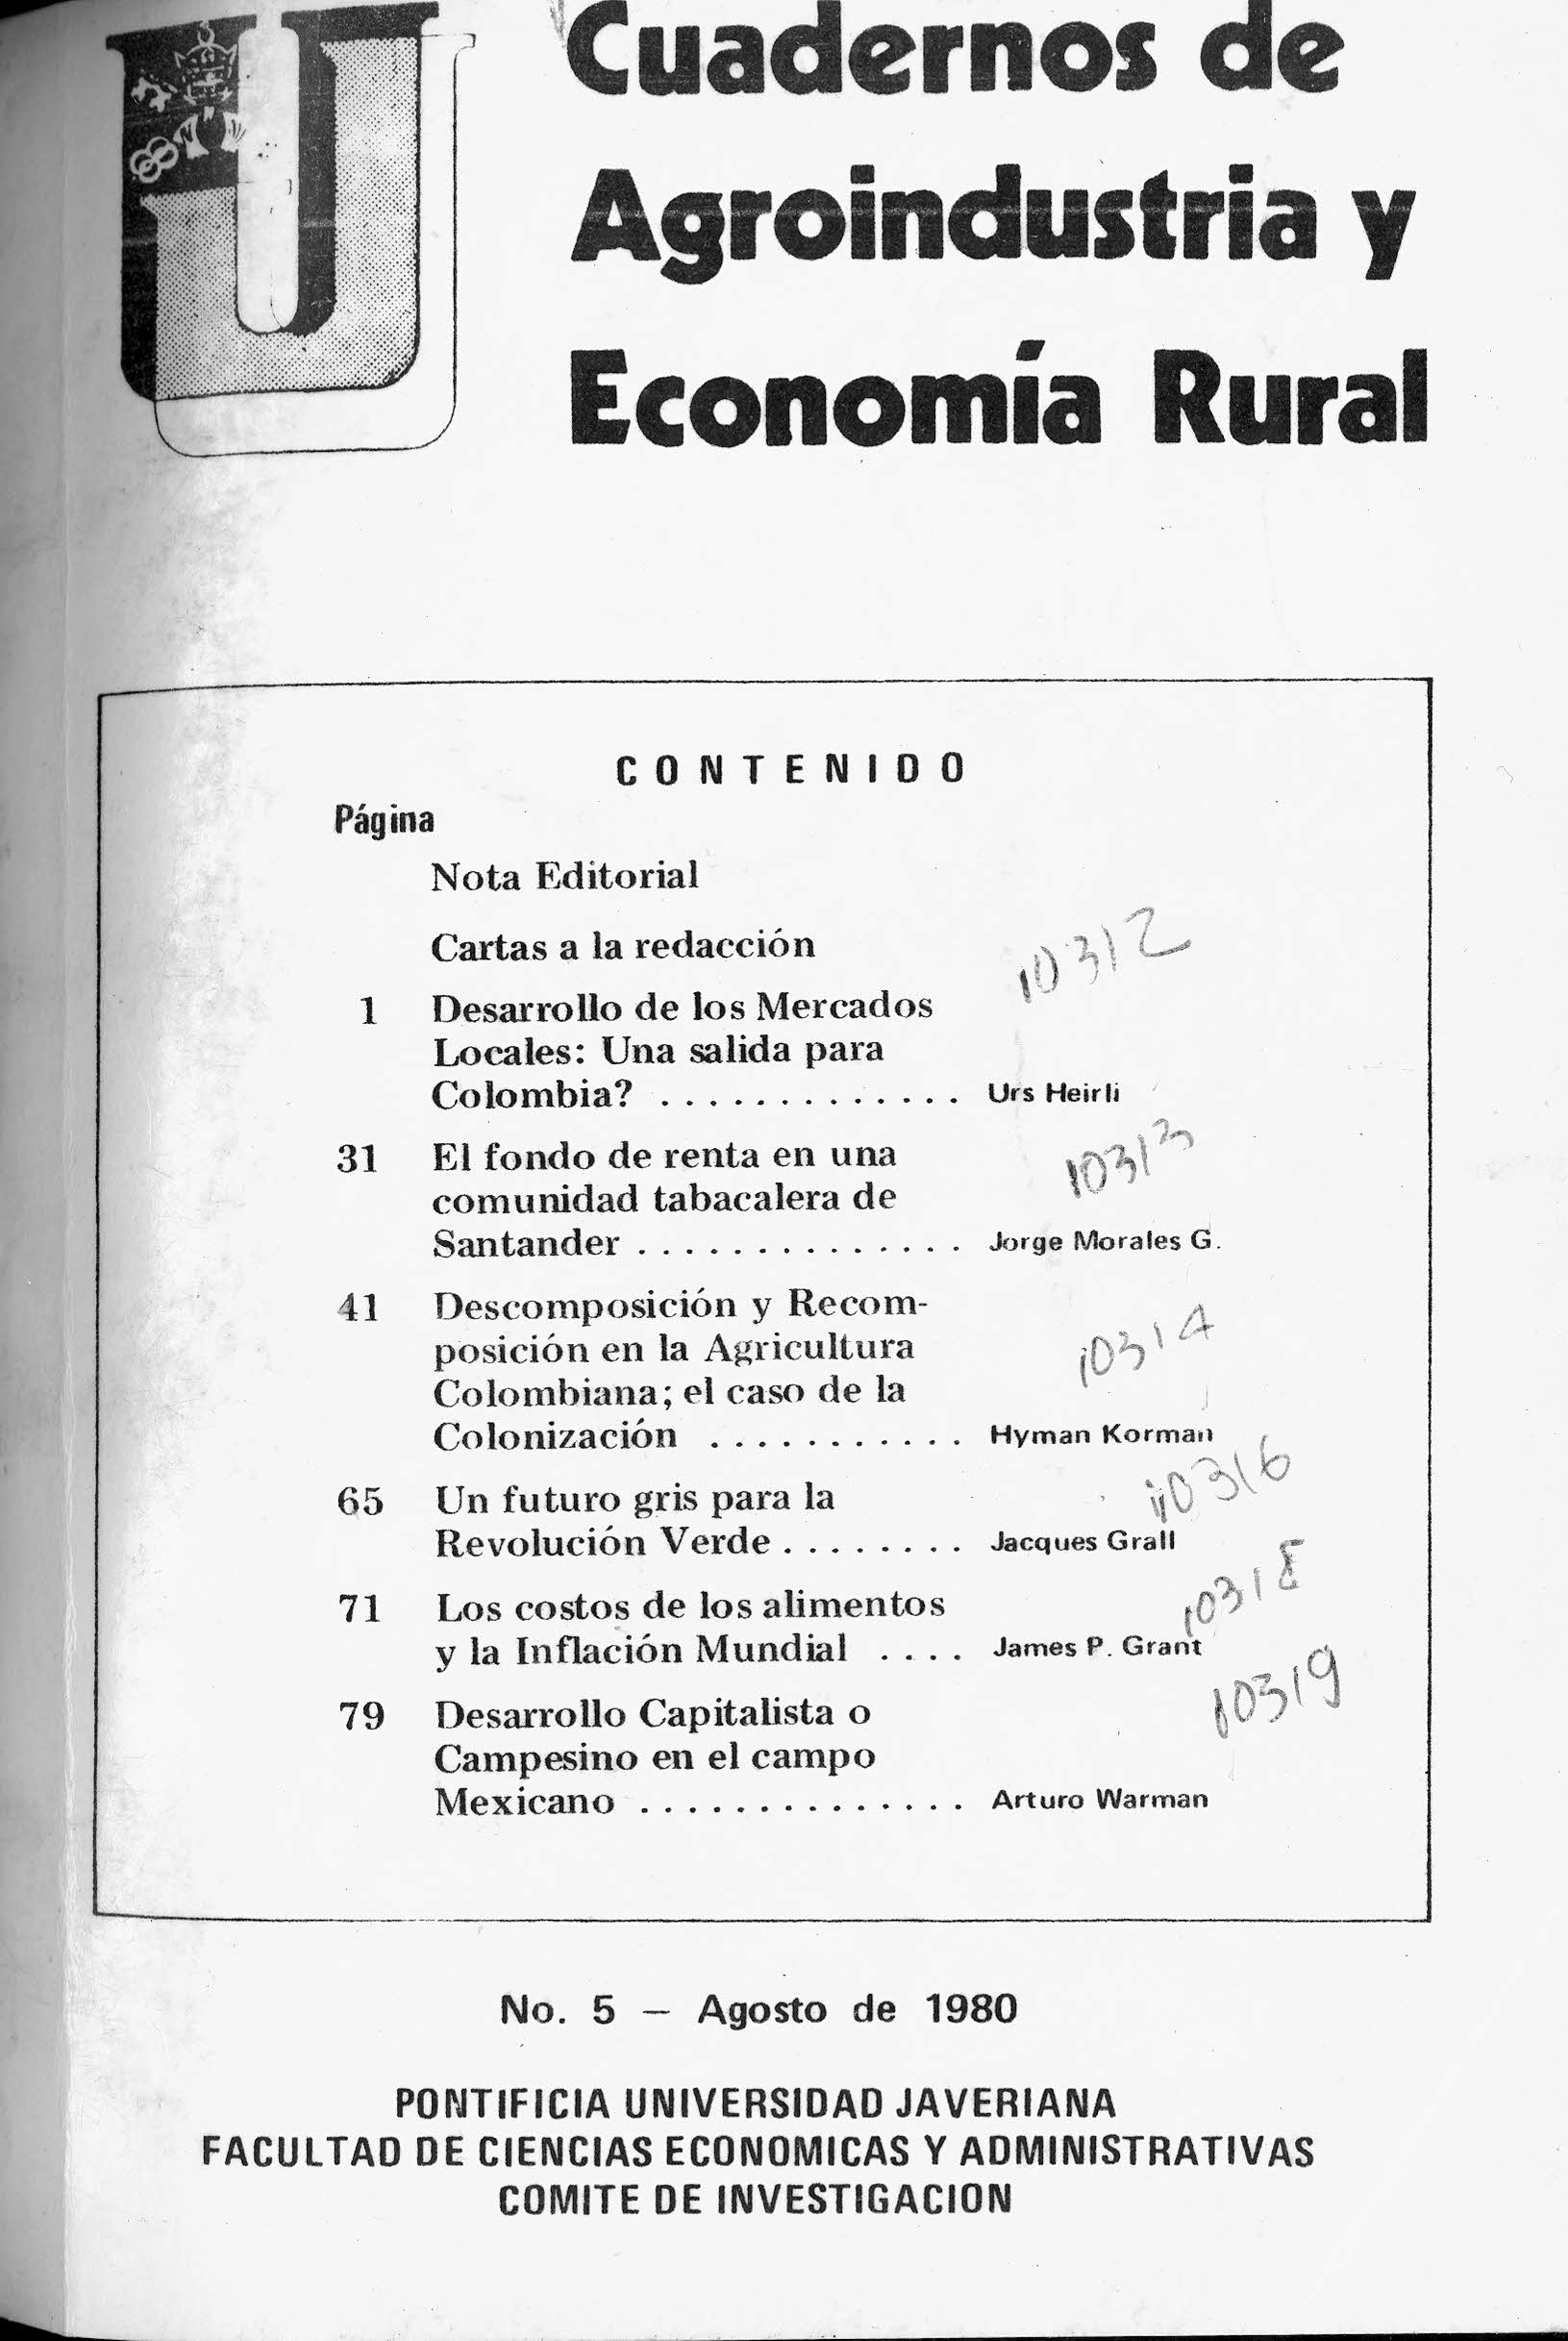 Cuadernos de
Agroindustria y
Economía Rural
CONTENIDO
Página
Nota Editorial
Cartas a la redacción
10312
1 Desarrollo de los Mercados
Locales: Una salida para
Colombia? . . . . . . . . . . . . . Urs Heirli
10313
31 El fondo de renta en una
comunidad tabacalera de
Santander . . . . . . . . . . . . . . Jorge Morales G.
41 Descomposición y Recom-
10314
posición en la Agricultura
Colombiana; el caso de la
Colonización . . . . . . . . . . . Hyman Korman
10316
65 Un futuro gris para la
Revolución Verde . . . . . . . . Jacques Grall
10318
71 Los costos de los alimentos
y la Inflación Mundial . . . . James P. Grant
10319
79 Desarrollo Capitalista o
Campesino en el campo
Mexicano . . . . . . . . . . . . . . Arturo Warman
No. 5 — Agosto de 1980
PONTIFICIA UNIVERSIDAD JAVERIANA
FACULTAD DE CIENCIAS ECONOMICAS Y ADMINISTRATIVAS
COMITE DE INVESTIGACION